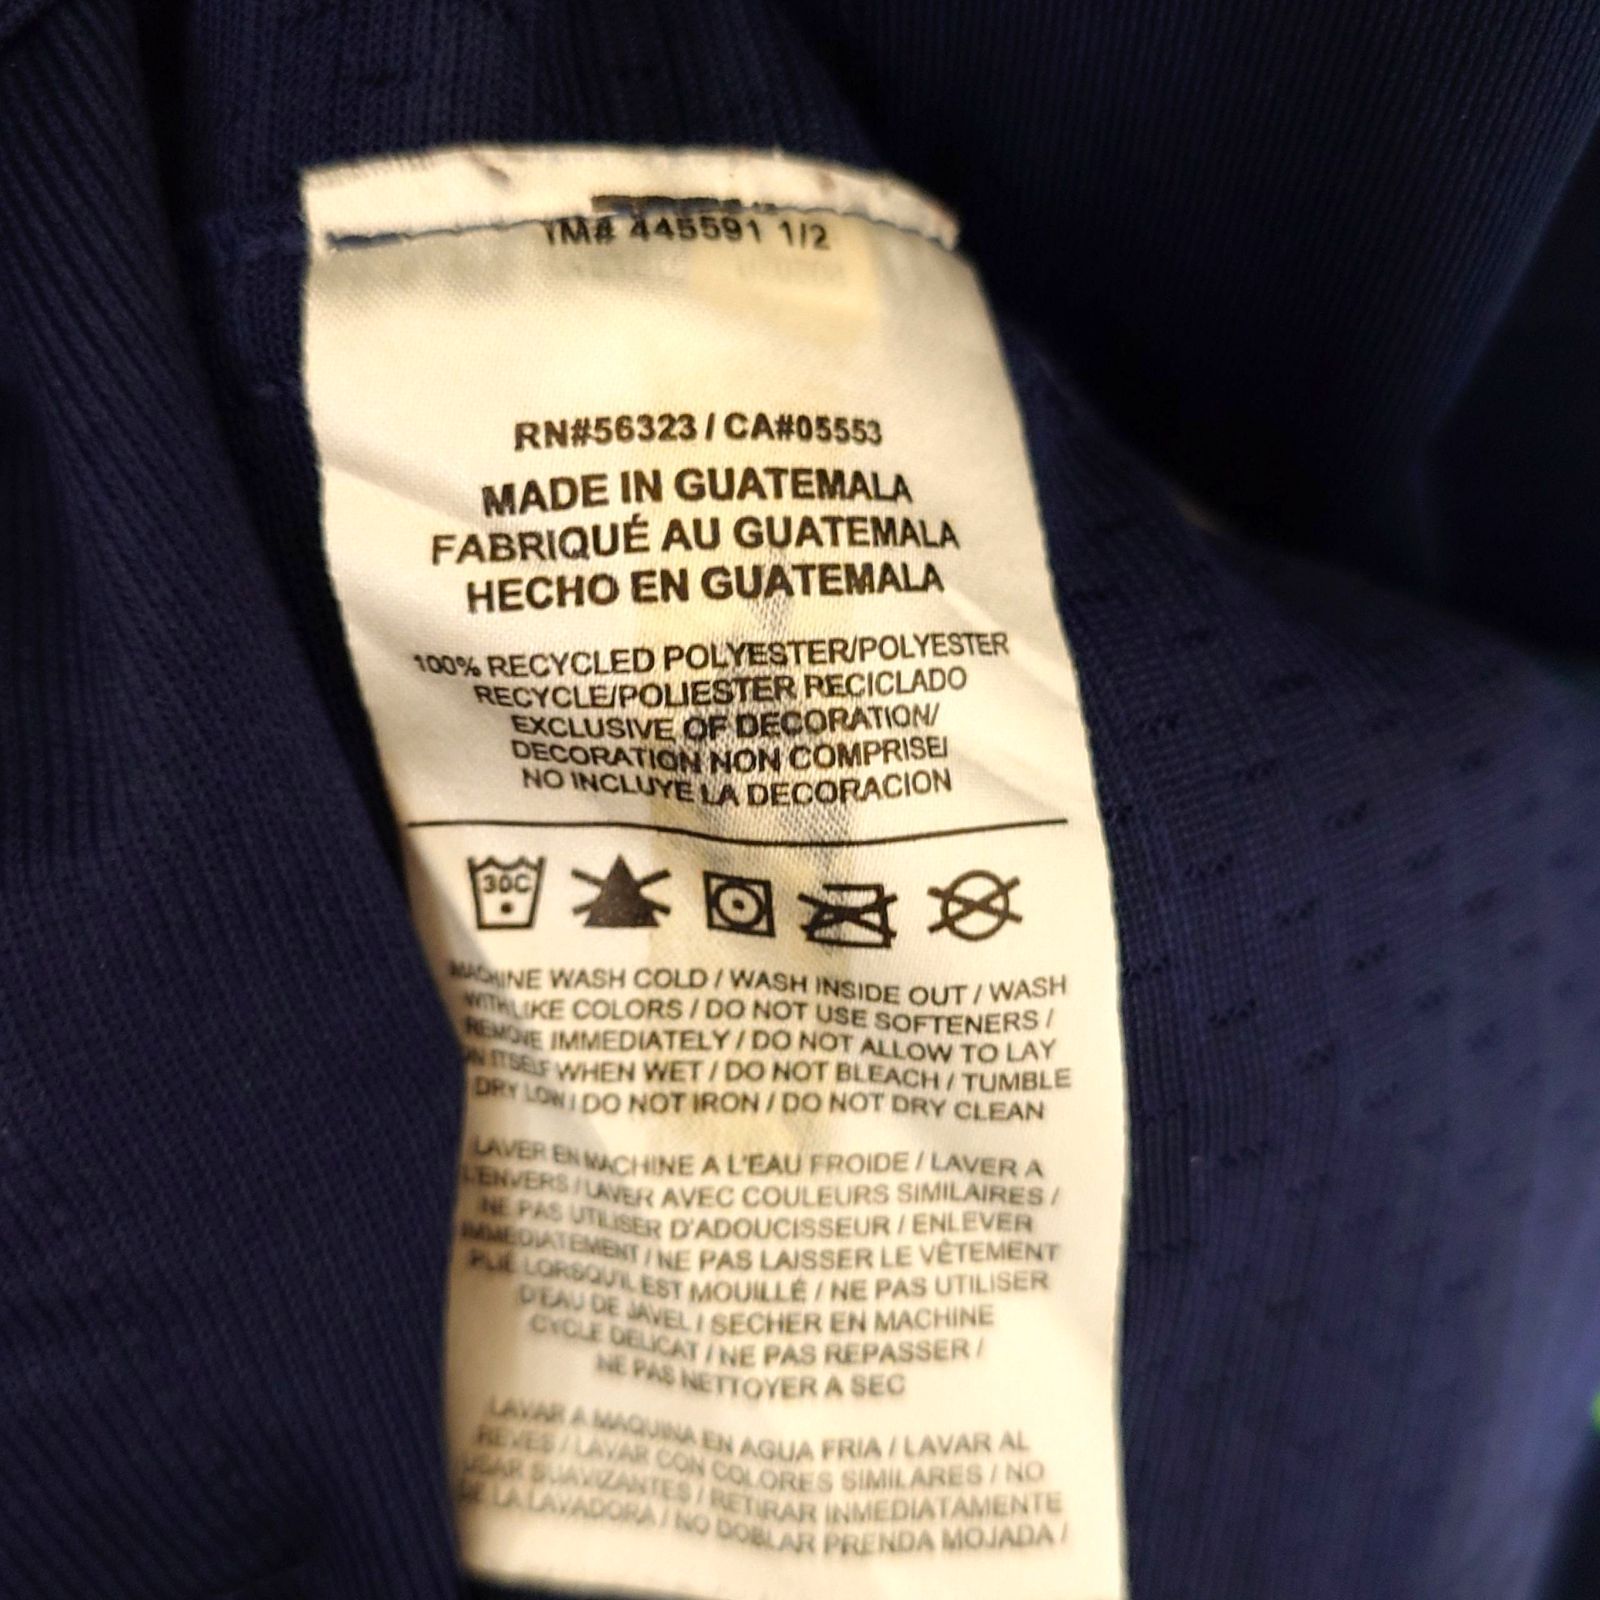 YM# 445591 1/2
RN#56323 / CA#05553
MADE IN GUATEMALA
FABRIQUÉ AU GUATEMALA
HECHO EN GUATEMALA
100% RECYCLED POLYESTER/POLYESTER
RECYCLE/POLIESTER RECICLADO
EXCLUSIVE OF DECORATION/
DECORATION NON COMPRISE/
NO INCLUYE LA DECORACION
30C
MACHINE WASH COLD / WASH INSIDE OUT / WASH
WITH LIKE COLORS / DO NOT USE SOFTENERS /
REMOVE IMMEDIATELY / DO NOT ALLOW TO LAY
ON ITSELF WHEN WET / DO NOT BLEACH / TUMBLE
DRY LOW / DO NOT IRON / DO NOT DRY CLEAN
LAVER EN MACHINE A L'EAU FROIDE / LAVER A
L'ENVERS / LAVER AVEC COULEURS SIMILAIRES /
NE PAS UTILISER D'ADOUCISSEUR / ENLEVER
IMMEDIATEMENT / NE PAS LAISSER LE VÊTEMENT
PLIÉ LORSQU'IL EST MOUILLÉ / NE PAS UTILISER
D'EAU DE JAVEL / SECHER EN MACHINE
CYCLE DELICAT / NE PAS REPASSER /
NE PAS NETTOYER A SEC
LAVAR A MAQUINA EN AGUA FRIA / LAVAR AL
REVES / LAVAR CON COLORES SIMILARES / NO
USAR SUAVIZANTES / RETIRAR INMEDIATAMENTE
DE LA LAVADORA / NO DOBLAR PRENDA MOJADA /